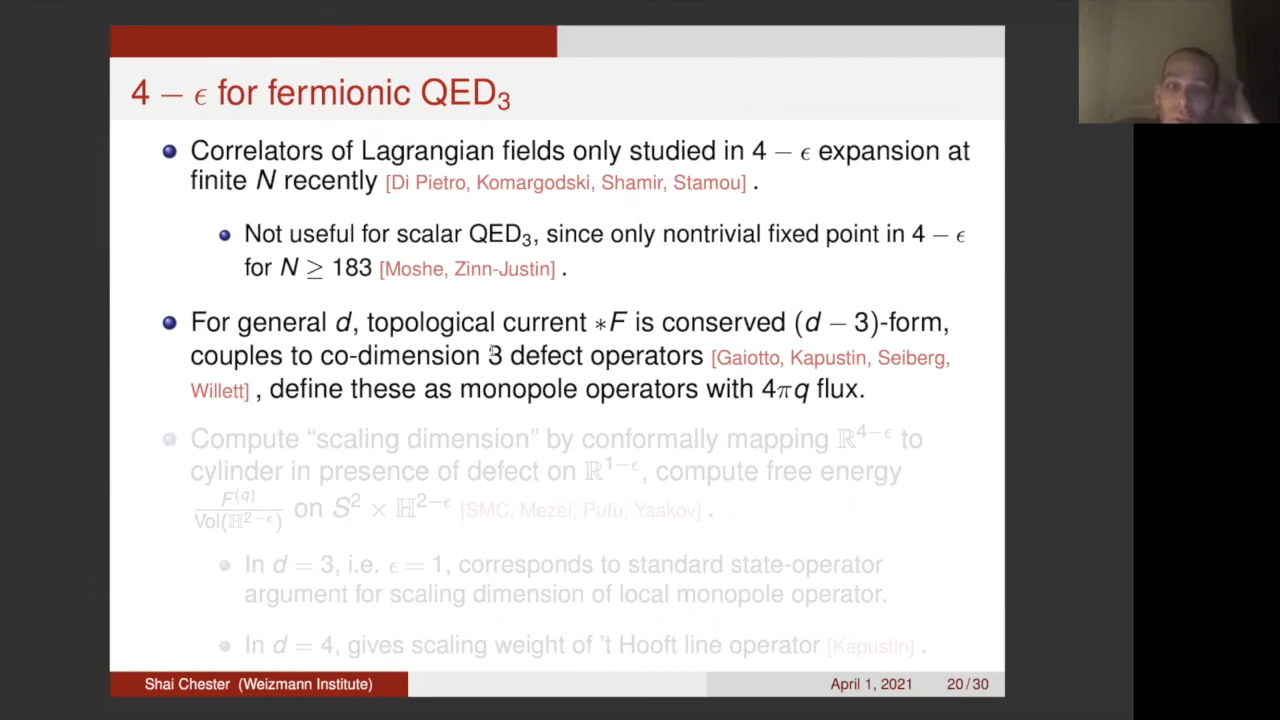 4 − ϵ for fermionic QED₃
Correlators of Lagrangian fields only studied in 4 − ϵ expansion at
finite N recently [Di Pietro, Komargodski, Shamir, Stamou] .
Not useful for scalar QED₃, since only nontrivial fixed point in 4 − ϵ
for N ≥ 183 [Moshe, Zinn-Justin] .
For general d, topological current ∗F is conserved (d − 3)-form,
couples to co-dimension 3 defect operators [Gaiotto, Kapustin, Seiberg,
Willett] , define these as monopole operators with 4πq flux.
Compute “scaling dimension” by conformally mapping ℝ⁴⁻ᵋ to
cylinder in presence of defect on ℝ¹⁻ᵋ, compute free energy
F⁽q⁾/Vol(ℍ²⁻ᵋ) on S² × ℍ²⁻ᵋ [SMC, Mezei, Pufu, Yaakov] .
In d = 3, i.e. ϵ = 1, corresponds to standard state-operator
argument for scaling dimension of local monopole operator.
In d = 4, gives scaling weight of ’t Hooft line operator [Kapustin] .
Shai Chester (Weizmann Institute) April 1, 2021 20 / 30